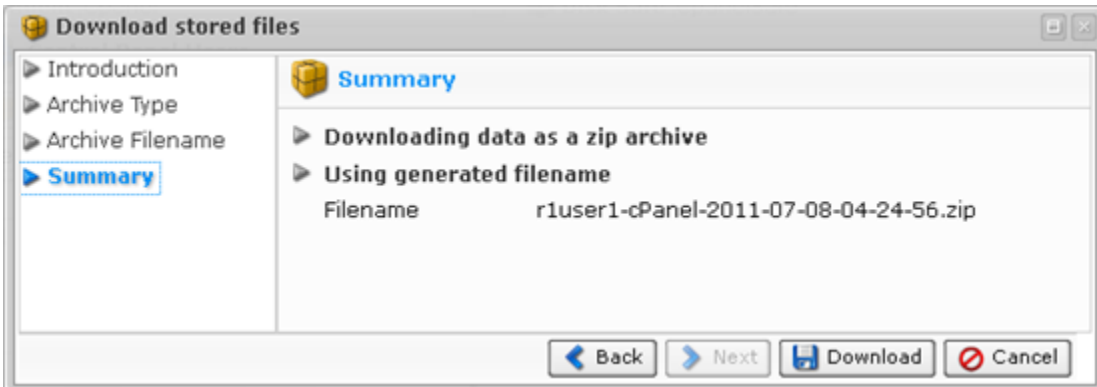 Download stored files
Introduction
Archive Type
Archive Filename
Summary
Summary
Downloading data as a zip archive
Using generated filename
Filename r1user1-cPanel-2011-07-08-04-24-56.zip
Back Next Download Cancel